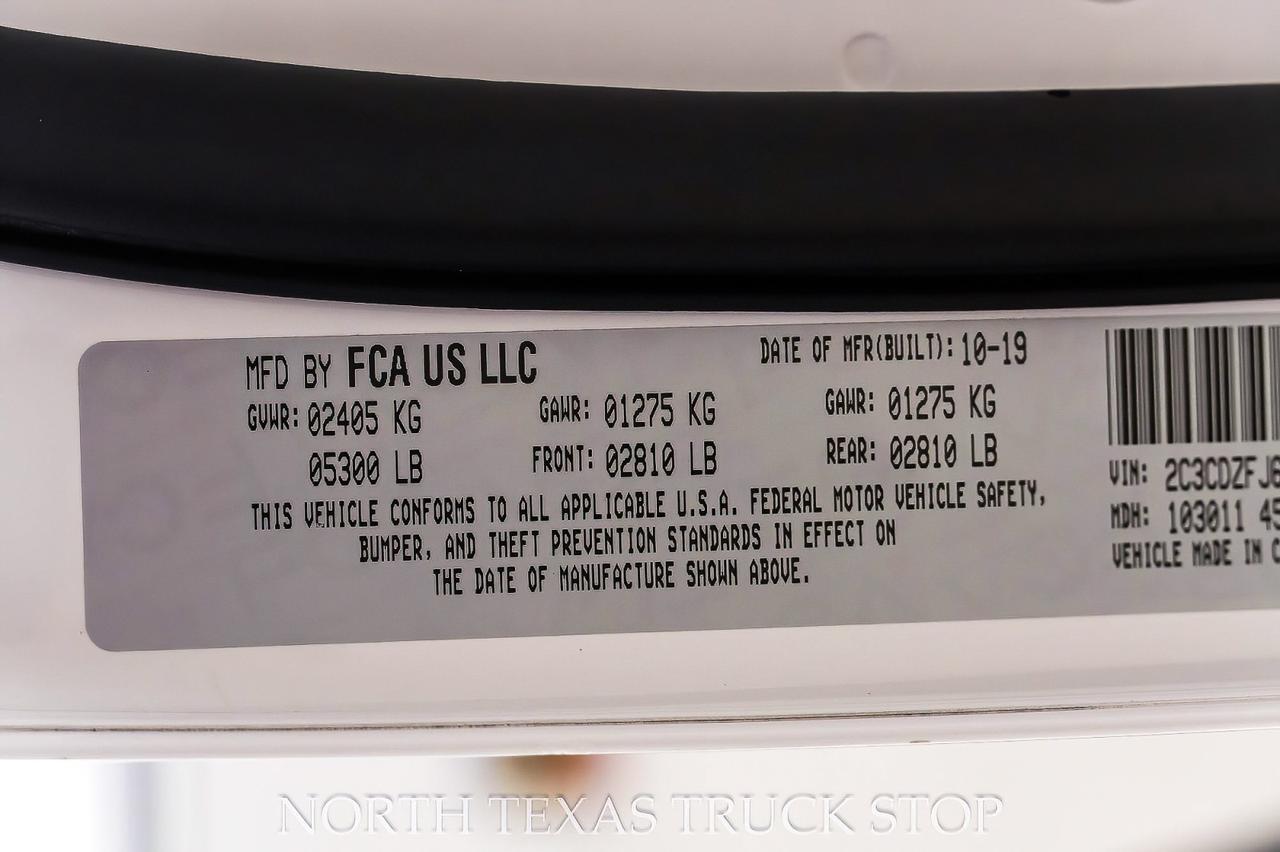 MFD BY FCA US LLC DATE OF MFR(BUILT): 10-19
GVWR: 02405 KG GAWR: 01275 KG GAWR: 01275 KG
05300 LB FRONT: 02810 LB REAR: 02810 LB
THIS VEHICLE CONFORMS TO ALL APPLICABLE U.S.A. FEDERAL MOTOR VEHICLE SAFETY,
BUMPER, AND THEFT PREVENTION STANDARDS IN EFFECT ON
THE DATE OF MANUFACTURE SHOWN ABOVE.
VIN: 2C3CDZFJ6
MDH: 103011 45
VEHICLE MADE IN C
NORTH TEXAS TRUCK STOP